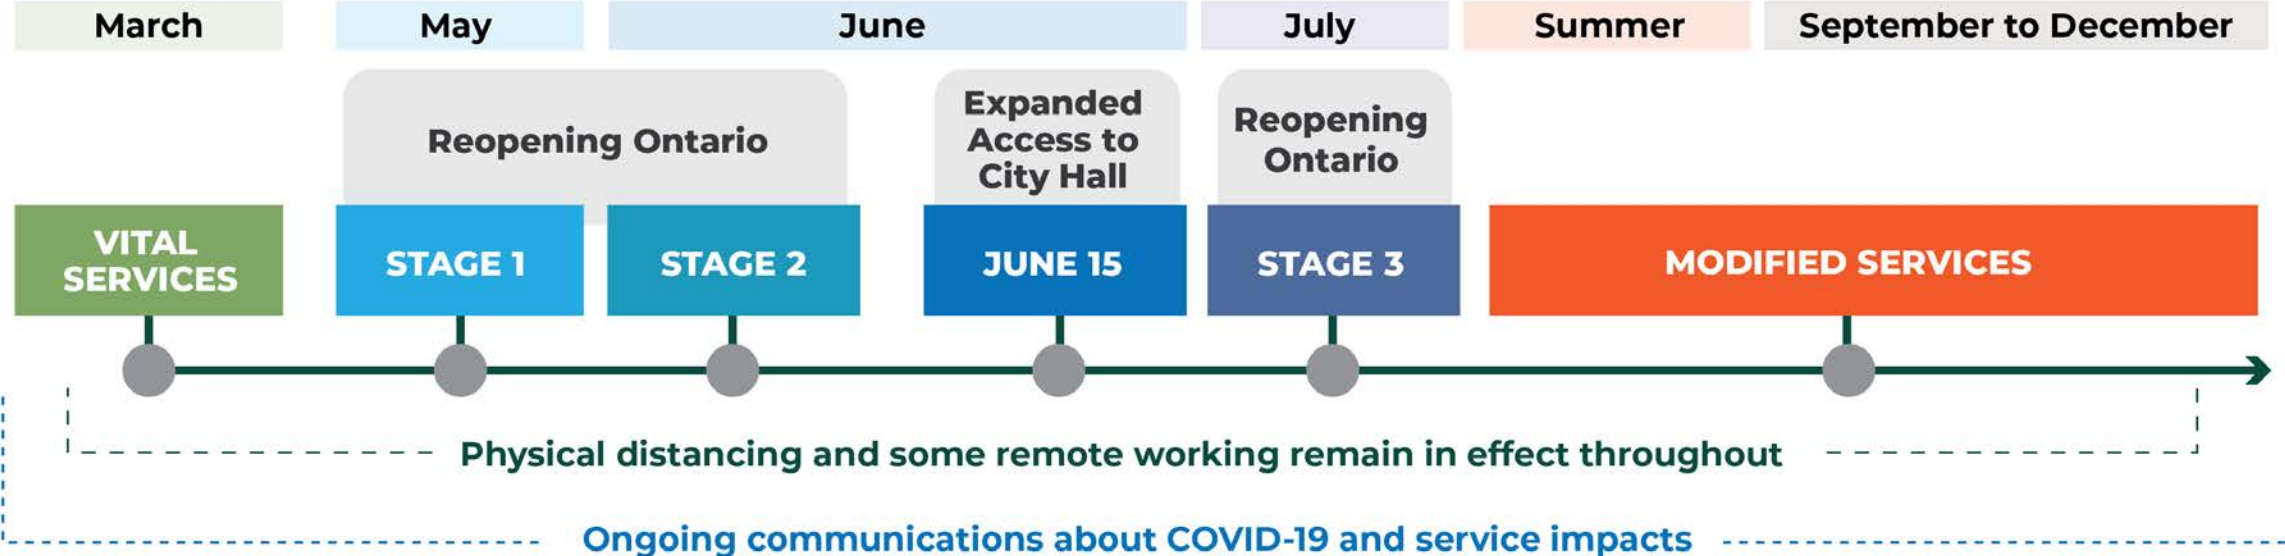 March
May
June
July
Summer
September to December
Reopening Ontario
Expanded
Access to
City Hall
Reopening
Ontario
VITAL
SERVICES
STAGE 1
STAGE 2
JUNE 15
STAGE 3
MODIFIED SERVICES
Physical distancing and some remote working remain in effect throughout
Ongoing communications about COVID-19 and service impacts